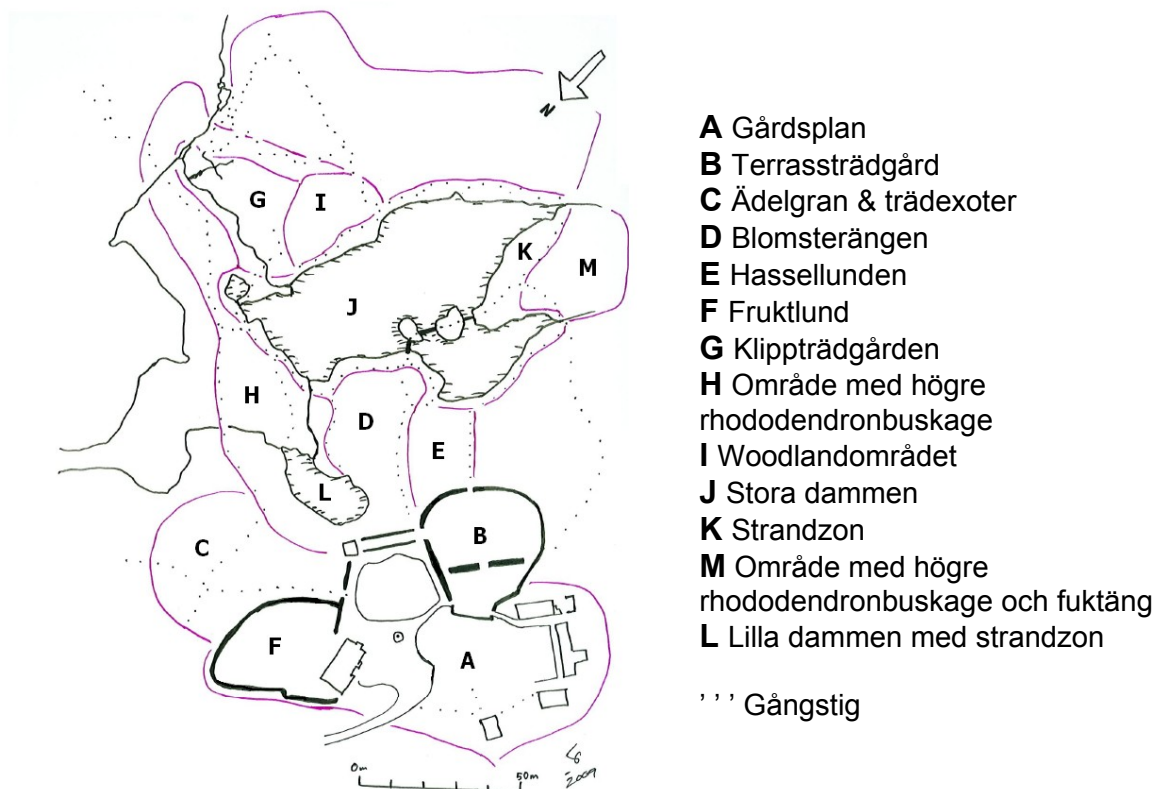 N
G
I
K
M
J
H
D
E
L
B
C
F
A
0m
50m
2009
A Gårdsplan
B Terrassträdgård
C Ädelgran & trädexoter
D Blomsterängen
E Hassellunden
F Fruktlund
G Klippträdgården
H Område med högre
rhododendronbuskage
I Woodlandområdet
J Stora dammen
K Strandzon
M Område med högre
rhododendronbuskage och fuktäng
L Lilla dammen med strandzon
’ ’ ’ Gångstig